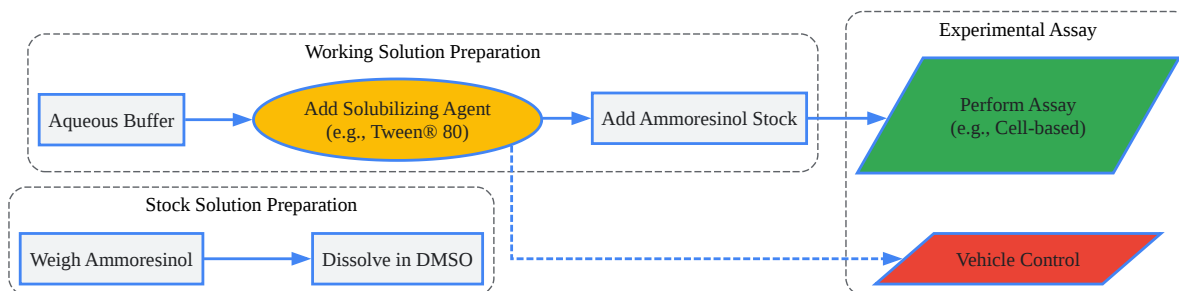 Working Solution Preparation
Aqueous Buffer
Add Solubilizing Agent
(e.g., Tween® 80)
Add Ammoresinol Stock
Experimental Assay
Perform Assay
(e.g., Cell-based)
Vehicle Control
Stock Solution Preparation
Weigh Ammoresinol
Dissolve in DMSO